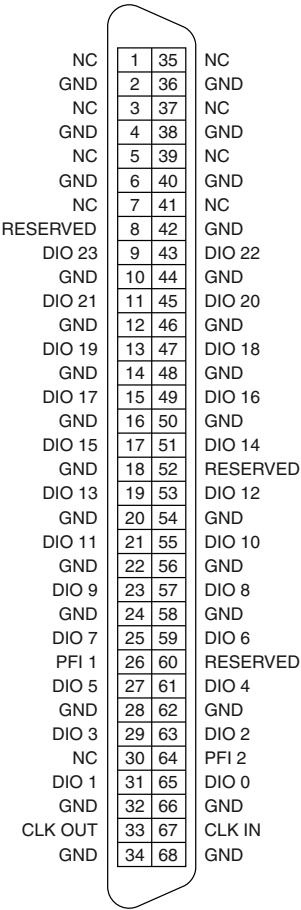 NC 1 35 NC
GND 2 36 GND
NC 3 37 NC
GND 4 38 GND
NC 5 39 NC
GND 6 40 GND
NC 7 41 NC
RESERVED 8 42 GND
DIO 23 9 43 DIO 22
GND 10 44 GND
DIO 21 11 45 DIO 20
GND 12 46 GND
DIO 19 13 47 DIO 18
GND 14 48 GND
DIO 17 15 49 DIO 16
GND 16 50 GND
DIO 15 17 51 DIO 14
GND 18 52 RESERVED
DIO 13 19 53 DIO 12
GND 20 54 GND
DIO 11 21 55 DIO 10
GND 22 56 GND
DIO 9 23 57 DIO 8
GND 24 58 GND
DIO 7 25 59 DIO 6
PFI 1 26 60 RESERVED
DIO 5 27 61 DIO 4
GND 28 62 GND
DIO 3 29 63 DIO 2
NC 30 64 PFI 2
DIO 1 31 65 DIO 0
GND 32 66 GND
CLK OUT 33 67 CLK IN
GND 34 68 GND